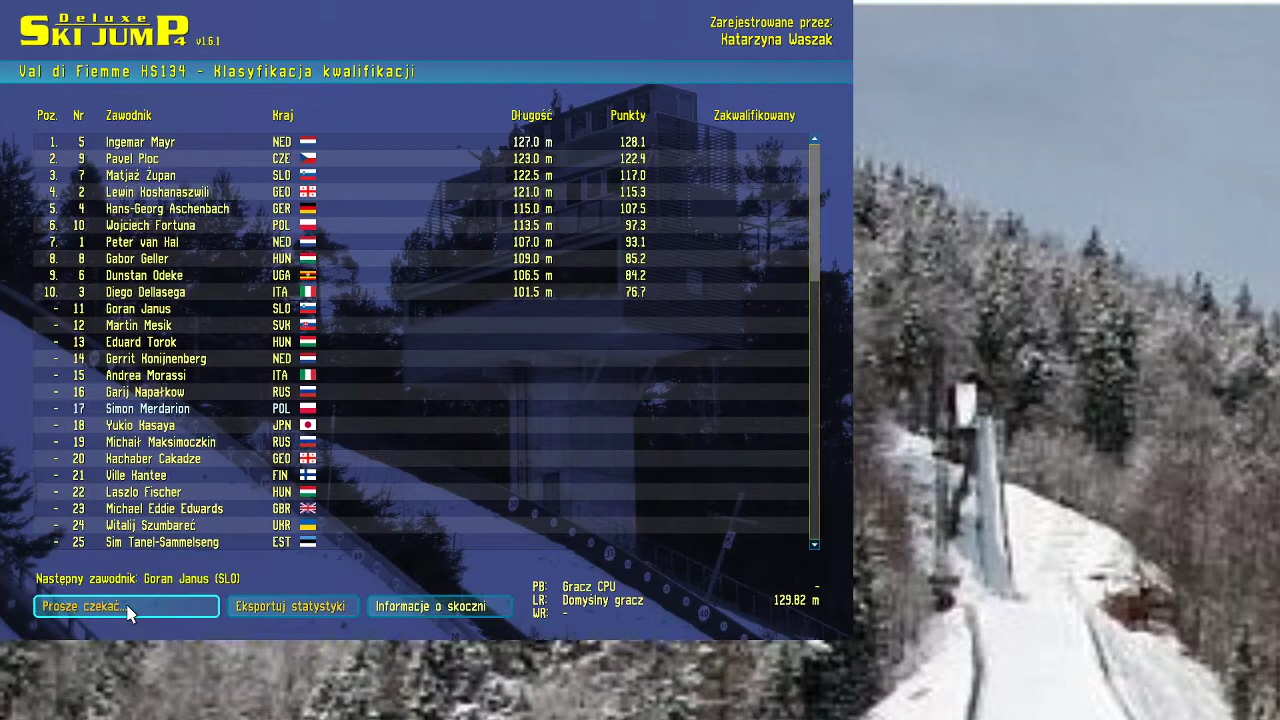 Deluxe
SKI JUMP 4 v1.6.1
Zarejestrowane przez:
Katarzyna Waszak
Val di Fiemme HS134 - Klasyfikacja kwalifikacji
Poz. Nr Zawodnik Kraj Długość Punkty Zakwalifikowany
1. 5 Ingemar Mayr NED 127.0 m 128.1
2. 9 Pavel Ploc CZE 123.0 m 122.4
3. 7 Matjaż Żupan SLO 122.5 m 117.0
4. 2 Lewin Koshanaszwili GEO 121.0 m 115.3
5. 4 Hans-Georg Aschenbach GER 115.0 m 107.5
6. 10 Wojciech Fortuna POL 113.5 m 97.3
7. 1 Peter van Hal NED 107.0 m 93.1
8. 8 Gabor Geller HUN 109.0 m 85.2
9. 6 Dunstan Odeke UGA 106.5 m 84.2
10. 3 Diego Dellasega ITA 101.5 m 76.7
- 11 Goran Janus SLO
- 12 Martin Mesik SVK
- 13 Eduard Torok HUN
- 14 Gerrit Konijnenberg NED
- 15 Andrea Morassi ITA
- 16 Garij Napałkow RUS
- 17 Simon Merdarion POL
- 18 Yukio Kasaya JPN
- 19 Michaił Maksimoczkin RUS
- 20 Kachaber Cakadze GEO
- 21 Ville Kantee FIN
- 22 Laszlo Fischer HUN
- 23 Michael Eddie Edwards GBR
- 24 Witalij Szumbareć UKR
- 25 Sim Tanel-Sammelseng EST
Następny zawodnik: Goran Janus (SLO)
Proszę czekać... Eksportuj statystyki Informacje o skoczni
PB: Gracz CPU -
LR: Domyślny gracz 129.82 m
WR: -